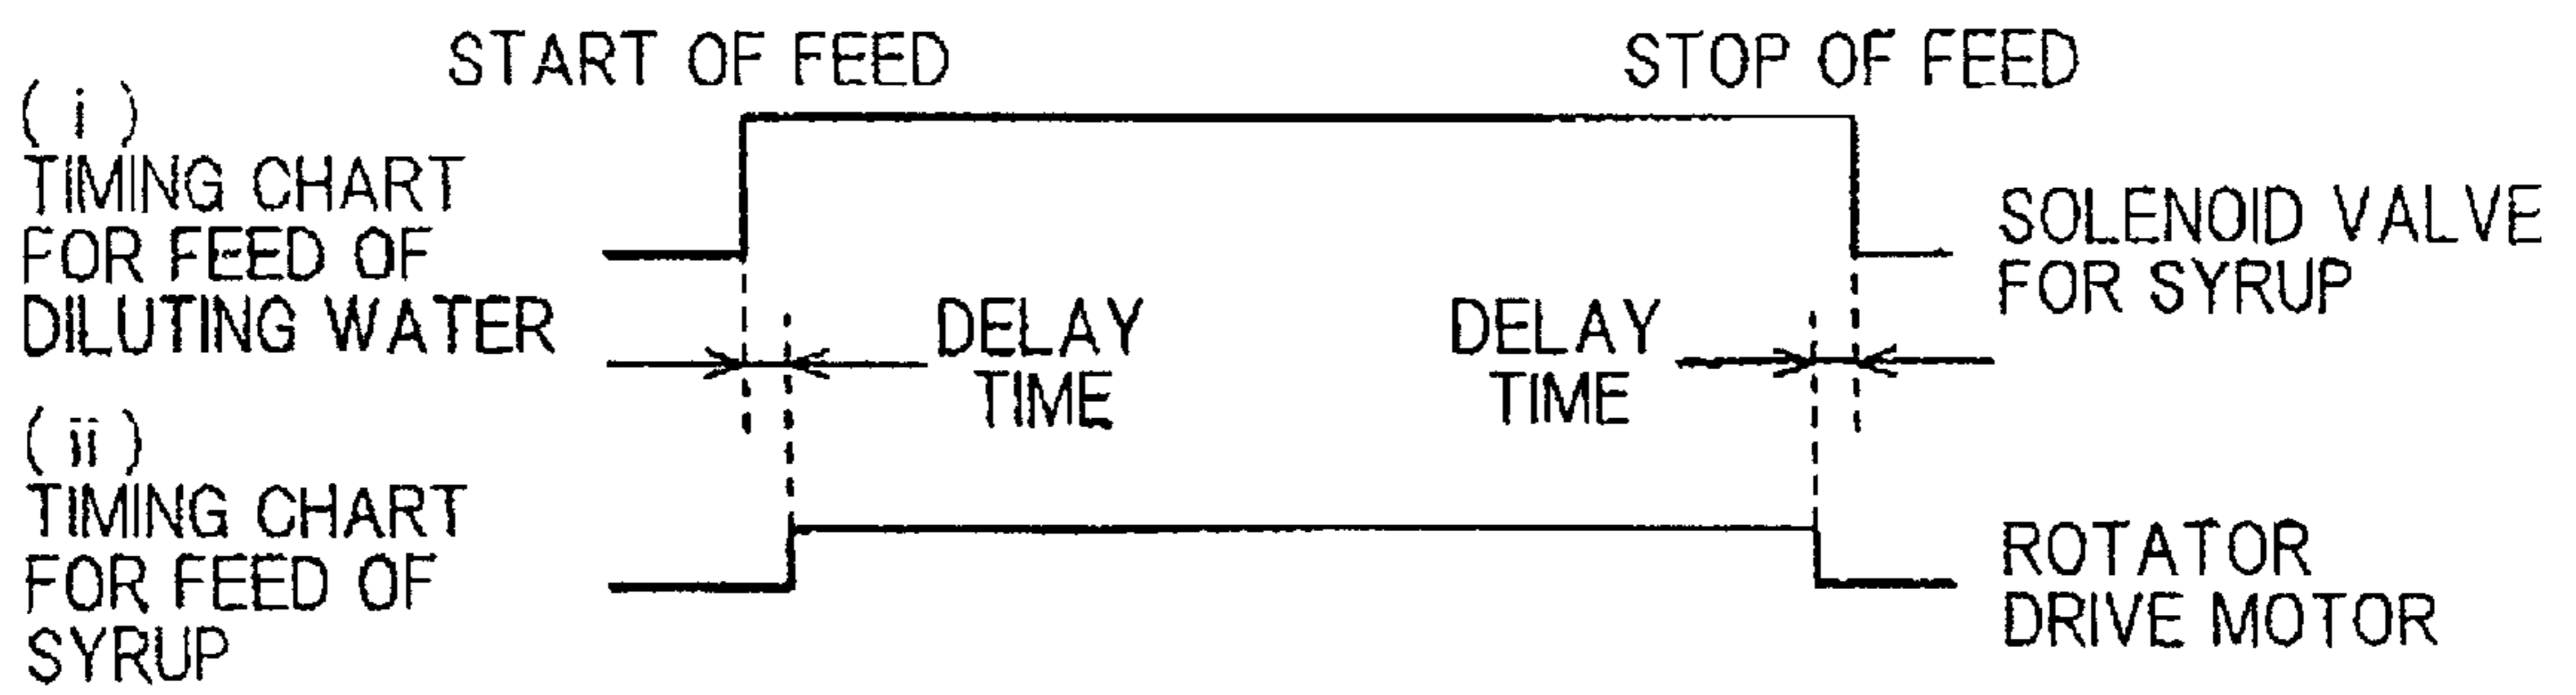 START OF FEED
STOP OF FEED
( i )
TIMING CHART
FOR FEED OF
DILUTING WATER
SOLENOID VALVE
FOR SYRUP
DELAY
TIME
DELAY
TIME
( ii )
TIMING CHART
FOR FEED OF
SYRUP
ROTATOR
DRIVE MOTOR